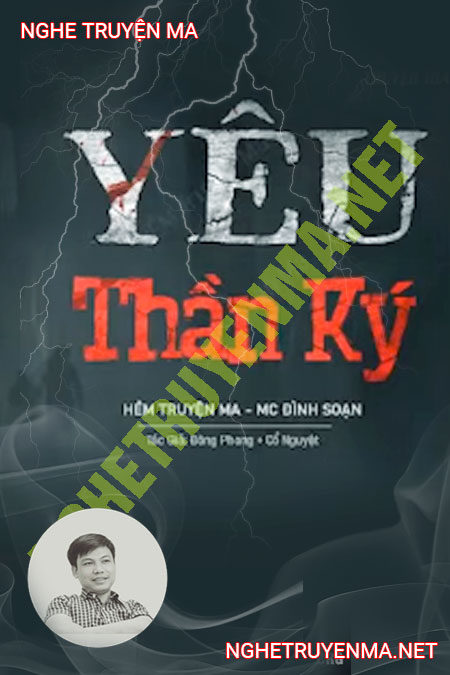 NGHE TRUYỆN MA
YÊU
Thần Ký
NGHETRUYENMA.NET
HẺM TRUYỆN MA - MC ĐÌNH SOẠN
Tác Giả: Đông Phong + Cổ Nguyệt
NGHETRUYENMA.NET